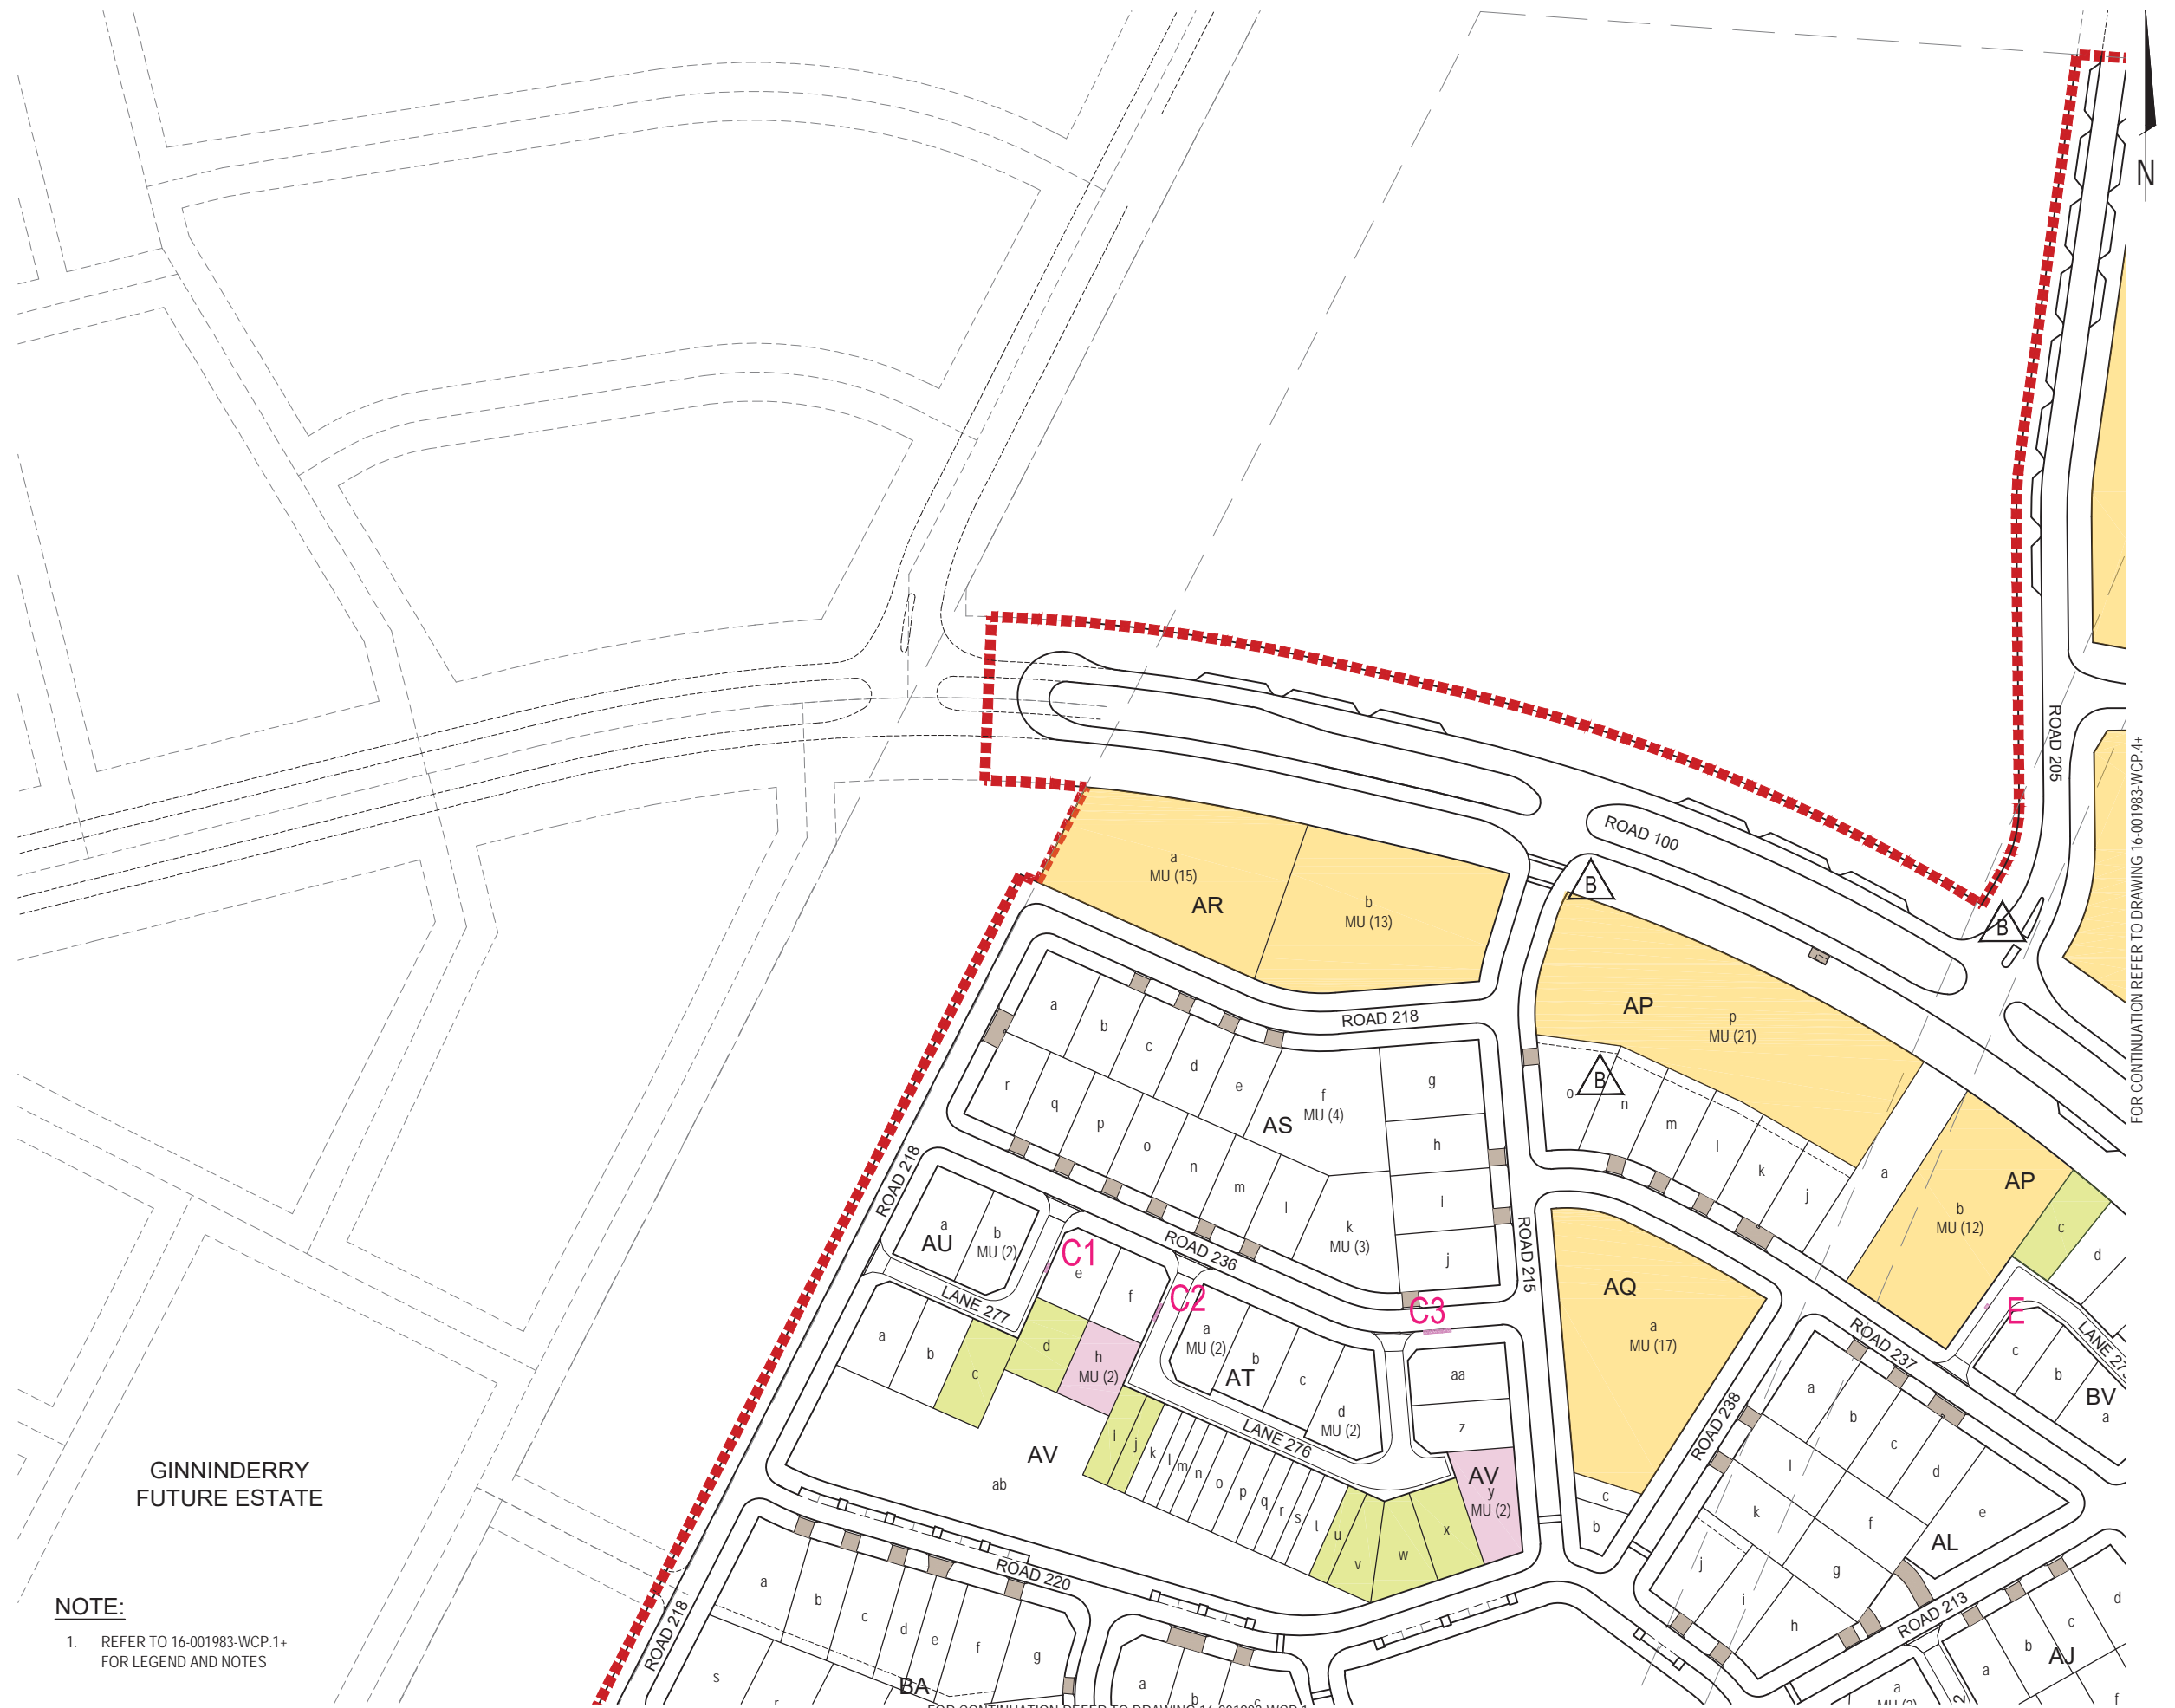 N
ROAD 205
FOR CONTINUATION REFER TO DRAWING 16-001983-WCP.4+
ROAD 100
B
B
a
MU (15)
AR
b
MU (13)
AP
p
MU (21)
B
o
n
m
l
k
j
a
AP
b
MU (12)
c
d
ROAD 218
a
b
c
d
e
f
MU (4)
AS
g
h
i
j
r
q
p
o
n
m
l
k
MU (3)
ROAD 218
ROAD 236
ROAD 215
a
AU
b
MU (2)
C1
e
f
C2
C3
LANE 277
a
b
c
d
h
MU (2)
a
MU (2)
b
AT
c
d
MU (2)
LANE 276
aa
z
AV
y
MU (2)
AV
ab
i
j
k
l
m
n
o
p
q
r
s
t
u
v
w
x
AQ
a
MU (17)
c
b
ROAD 237
ROAD 238
E
c
b
BV
a
a
b
c
d
e
l
k
j
i
h
g
f
AL
ROAD 213
a
b
c
d
AJ
f
a
MU (2)
ROAD 220
ROAD 218
a
b
c
d
e
f
g
s
r
BA
a
b
c
GINNINDERRY
FUTURE ESTATE
NOTE:
1. REFER TO 16-001983-WCP.1+
FOR LEGEND AND NOTES